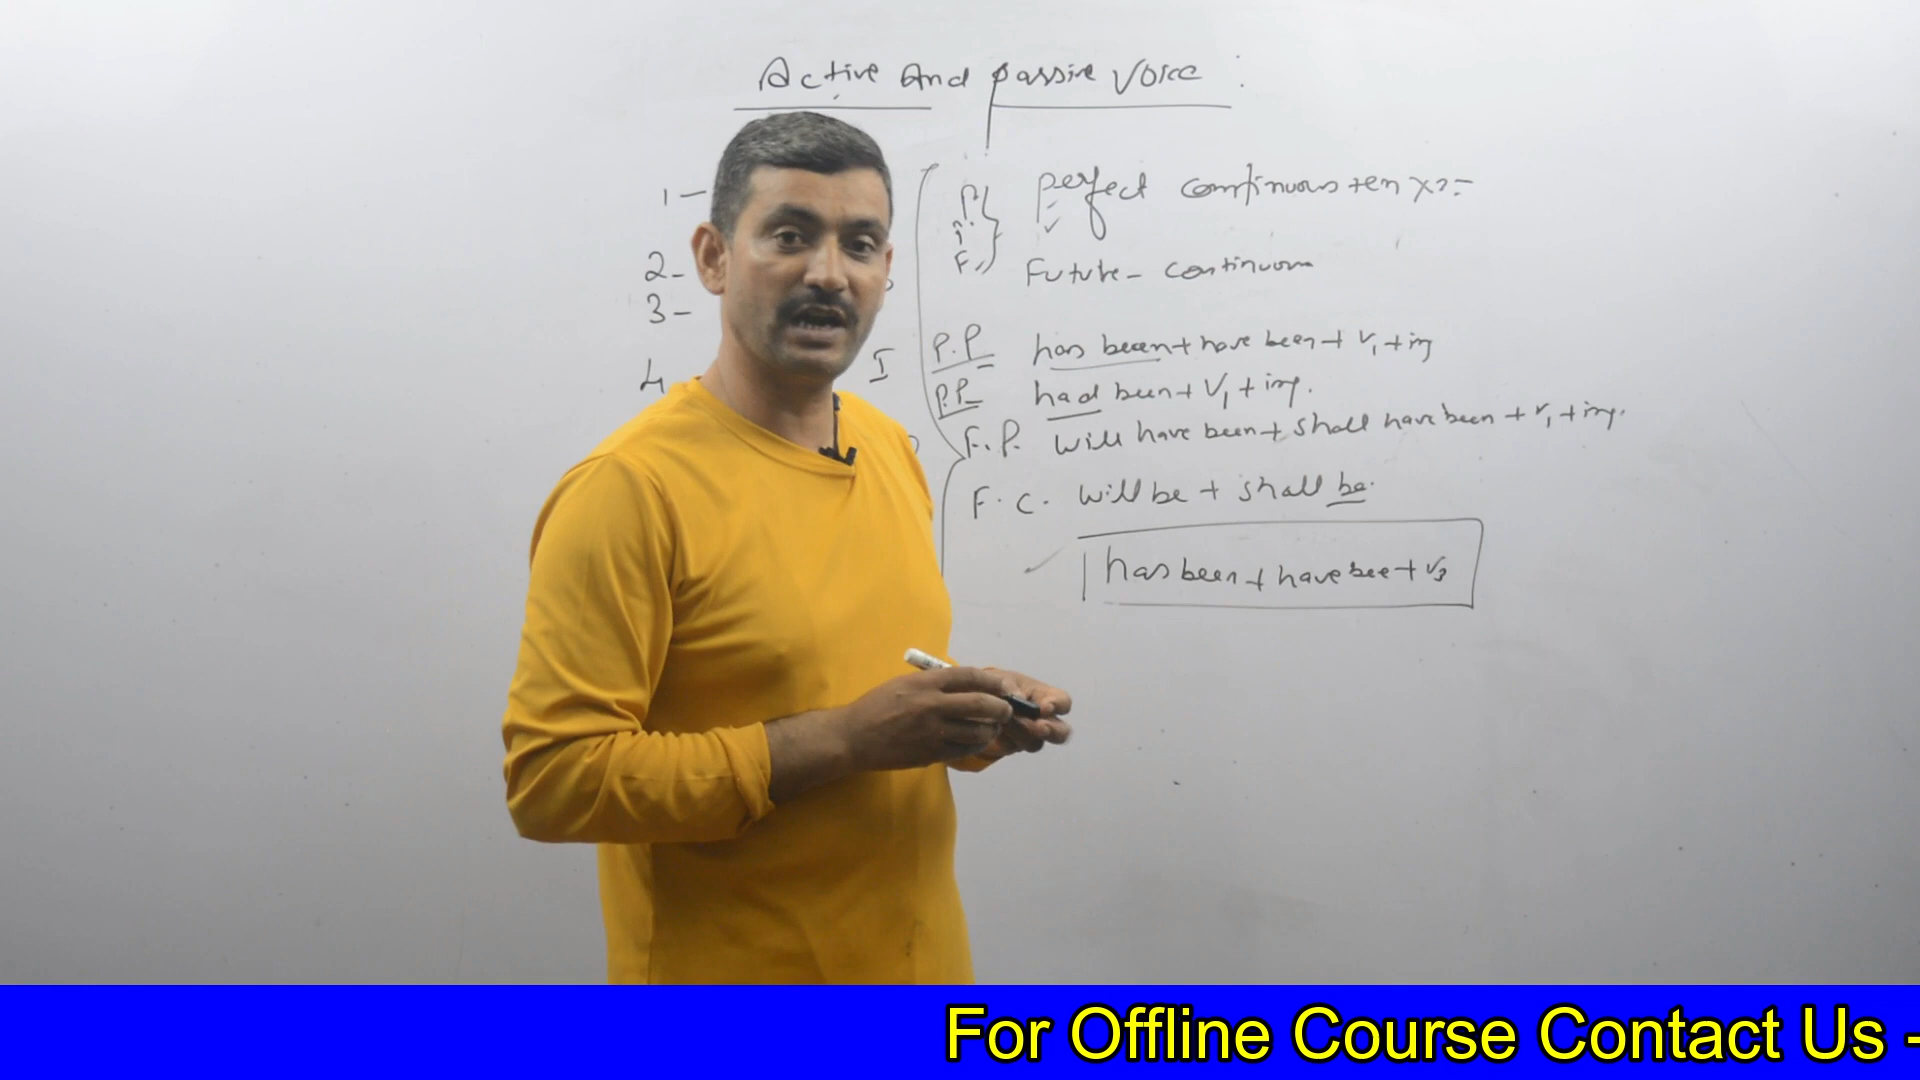 Active And Passive Voice :
1 -
P. perfect continuous tense
P.
F.
2 -
Future - continuous
3 -
P.P has been + have been + V1 + ing
4 I
P.P had been + V1 + ing.
F.P. will have been + shall have been + V1 + ing.
F. C. will be + shall be.
has been + have bee + V3
For Offline Course Contact Us -